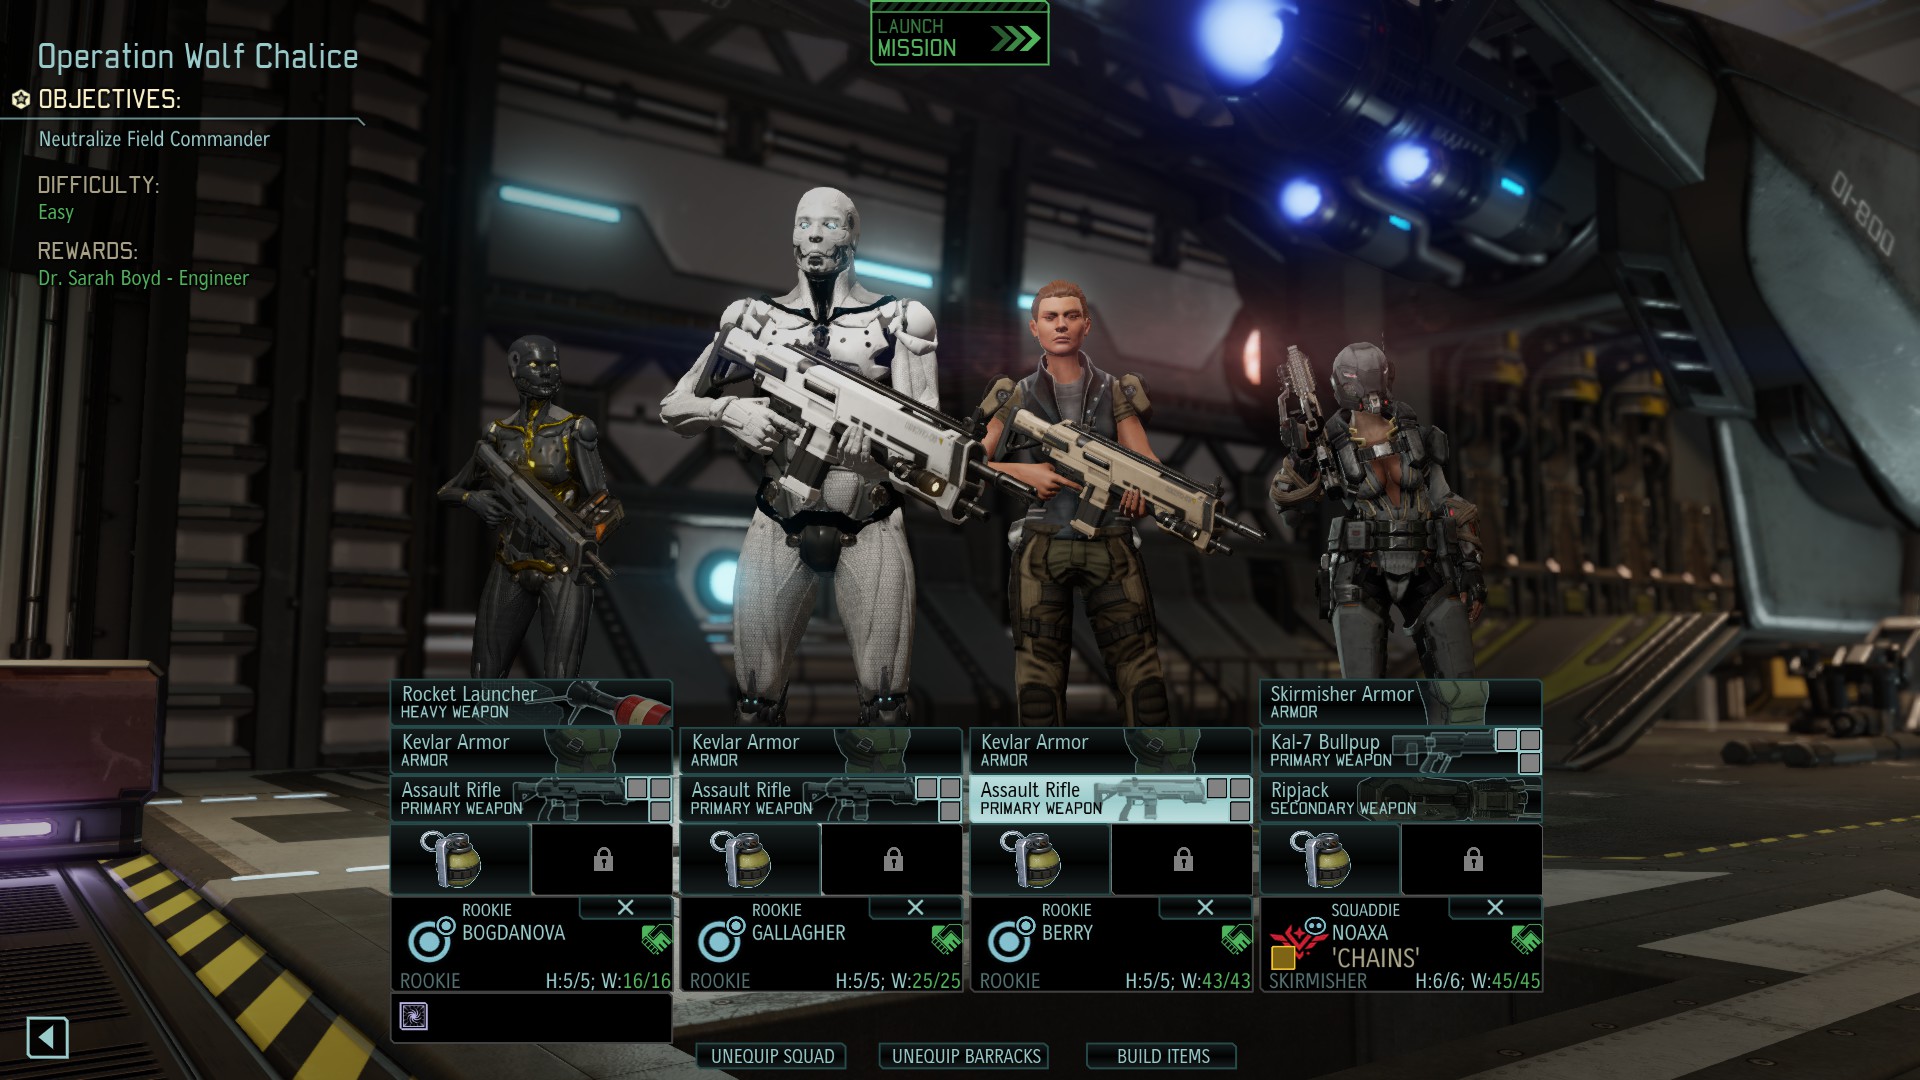 Operation Wolf Chalice
OBJECTIVES:
Neutralize Field Commander
DIFFICULTY:
Easy
REWARDS:
Dr. Sarah Boyd - Engineer
LAUNCH
MISSION
DI-800
Rocket Launcher
HEAVY WEAPON
Kevlar Armor
ARMOR
Assault Rifle
PRIMARY WEAPON
ROOKIE
BOGDANOVA
ROOKIE
H:5/5; W:16/16
Kevlar Armor
ARMOR
Assault Rifle
PRIMARY WEAPON
ROOKIE
GALLAGHER
ROOKIE
H:5/5; W:25/25
Kevlar Armor
ARMOR
Assault Rifle
PRIMARY WEAPON
ROOKIE
BERRY
ROOKIE
H:5/5; W:43/43
Skirmisher Armor
ARMOR
Kal-7 Bullpup
PRIMARY WEAPON
Ripjack
SECONDARY WEAPON
SQUADDIE
NOAXA
'CHAINS'
SKIRMISHER
H:6/6; W:45/45
UNEQUIP SQUAD
UNEQUIP BARRACKS
BUILD ITEMS